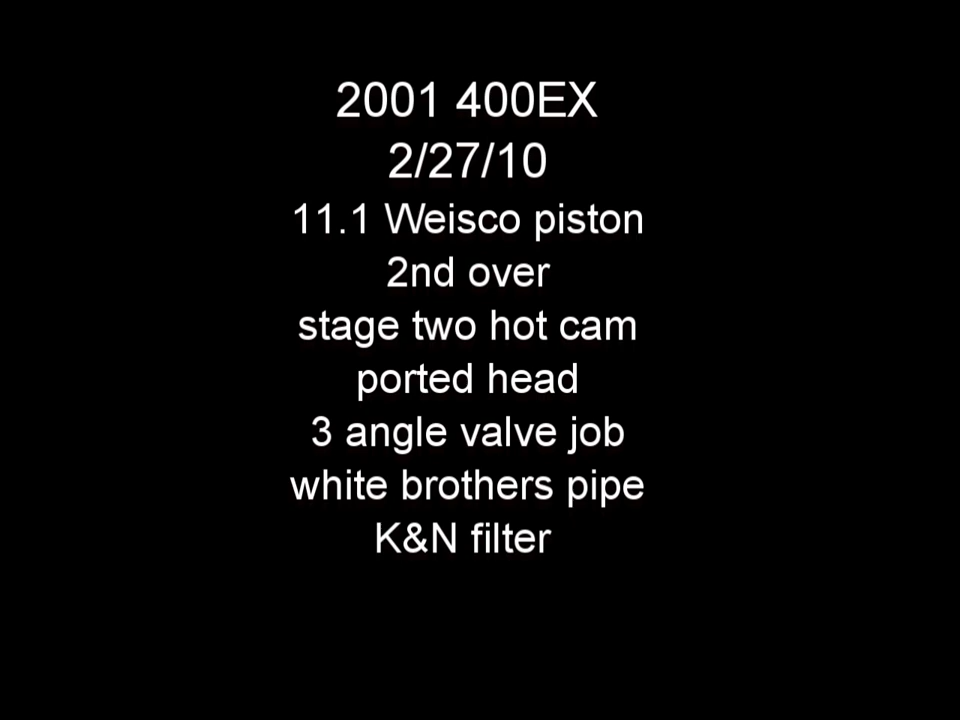 2001 400EX
2/27/10
11.1 Weisco piston
2nd over
stage two hot cam
ported head
3 angle valve job
white brothers pipe
K&N filter